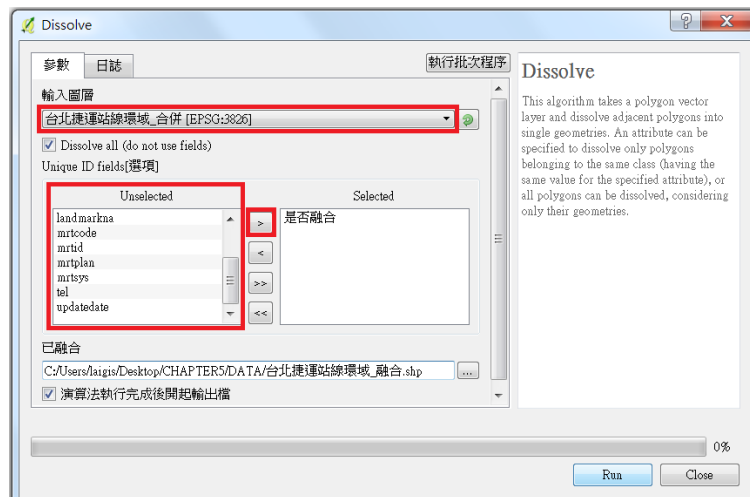 Dissolve
參數
日誌
執行批次程序
輸入圖層
台北捷運站線環域_合併 [EPSG:3826]
Dissolve all (do not use fields)
Unique ID fields[選項]
Unselected
landmarkna
mrtcode
mrtid
mrtplan
mrtsys
tel
updatedate
>
<
>>
<<
Selected
是否融合
已融合
C:/Users/laigis/Desktop/CHAPTER5/DATA/台北捷運站線環域_融合.shp
...
演算法執行完成後開起輸出檔
Dissolve
This algorithm takes a polygon vector
layer and dissolve adjacent polygons into
single geometries. An attribute can be
specified to dissolve only polygons
belonging to the same class (having the
same value for the specified attribute), or
all polygons can be dissolved, considering
only their geometries.
0%
Run
Close